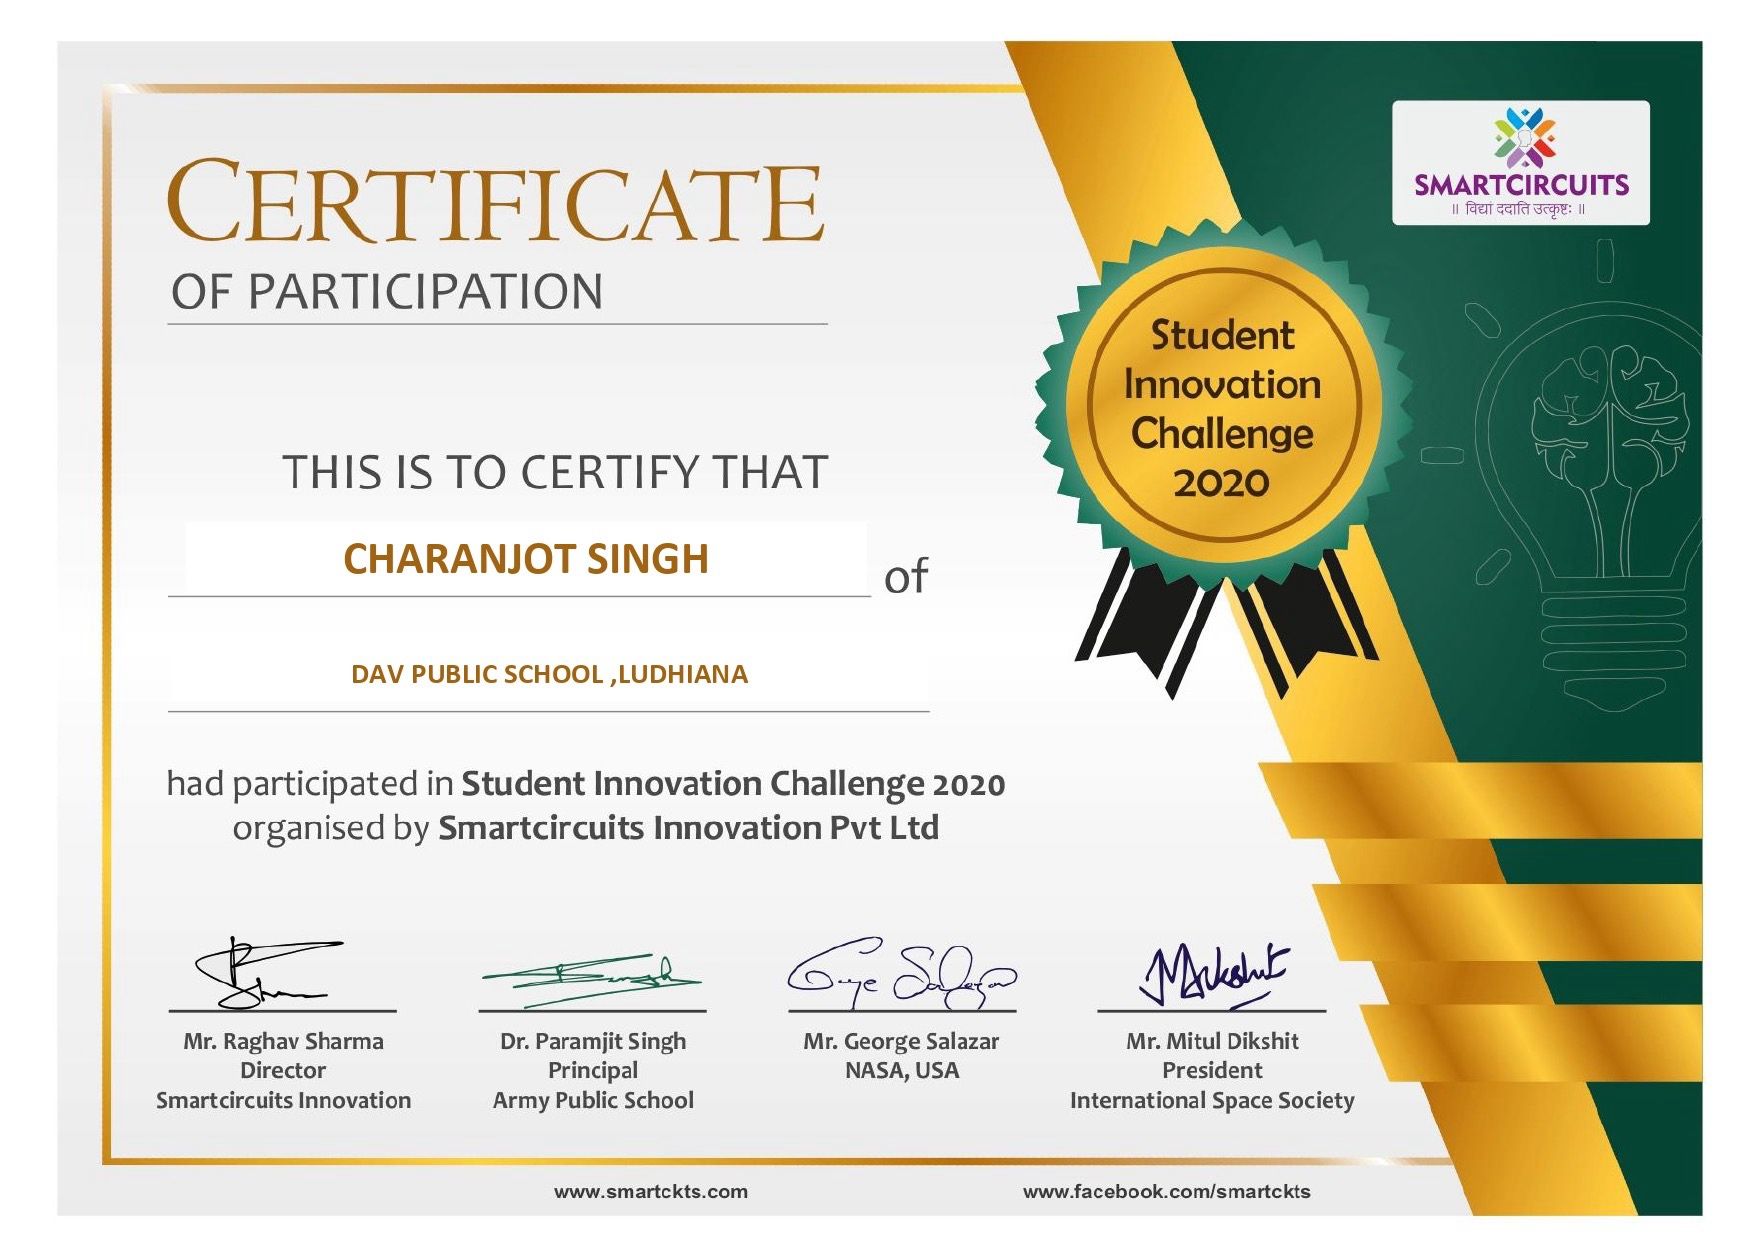 SMARTCIRCUITS
॥ विद्यां ददाति उत्कृष्टः ॥
CERTIFICATE
OF PARTICIPATION
Student
Innovation
Challenge
2020
THIS IS TO CERTIFY THAT
CHARANJOT SINGH
of
DAV PUBLIC SCHOOL ,LUDHIANA
had participated in Student Innovation Challenge 2020
organised by Smartcircuits Innovation Pvt Ltd
Mr. Raghav Sharma
Director
Smartcircuits Innovation
Dr. Paramjit Singh
Principal
Army Public School
Mr. George Salazar
NASA, USA
Mr. Mitul Dikshit
President
International Space Society
www.smartckts.com
www.facebook.com/smartckts